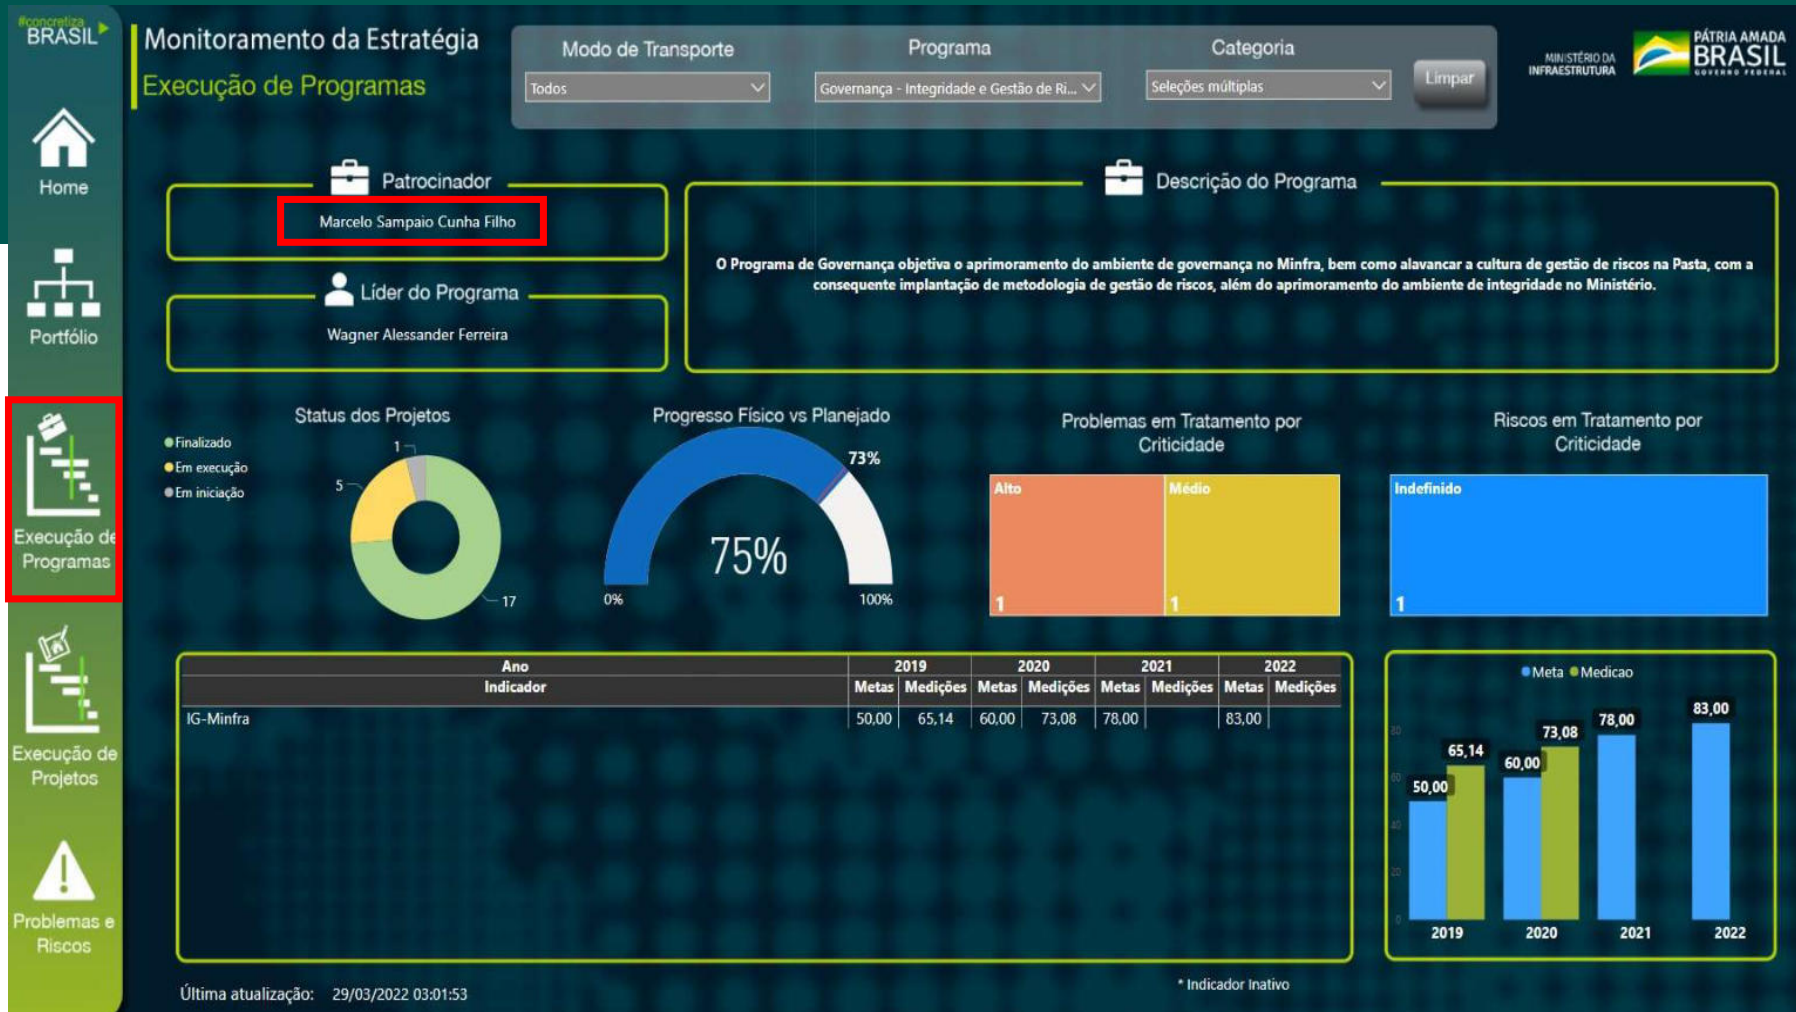 #concretiza
BRASIL
Monitoramento da Estratégia
Execução de Programas
Modo de Transporte
Todos
Programa
Governança - Integridade e Gestão de Ri...
Categoria
Seleções múltiplas
Limpar
MINISTÉRIO DA
INFRAESTRUTURA
PÁTRIA AMADA
BRASIL
GOVERNO FEDERAL
Home
Portfólio
Execução de
Programas
Execução de
Projetos
Problemas e
Riscos
Patrocinador
Marcelo Sampaio Cunha Filho
Líder do Programa
Wagner Alessander Ferreira
Descrição do Programa
O Programa de Governança objetiva o aprimoramento do ambiente de governança no Minfra, bem como alavancar a cultura de gestão de riscos na Pasta, com a
consequente implantação de metodologia de gestão de riscos, além do aprimoramento do ambiente de integridade no Ministério.
Status dos Projetos
Finalizado
Em execução
Em iniciação
1
5
17
Progresso Físico vs Planejado
73%
75%
0%
100%
Problemas em Tratamento por
Criticidade
Alto
1
Médio
1
Riscos em Tratamento por
Criticidade
Indefinido
1
Ano 2019 2020 2021 2022
Indicador Metas Medições Metas Medições Metas Medições Metas Medições
IG-Minfra 50,00 65,14 60,00 73,08 78,00 83,00
Meta Medicao
80
60
40
20
0
50,00
65,14
60,00
73,08
78,00
83,00
2019 2020 2021 2022
Última atualização: 29/03/2022 03:01:53
* Indicador Inativo